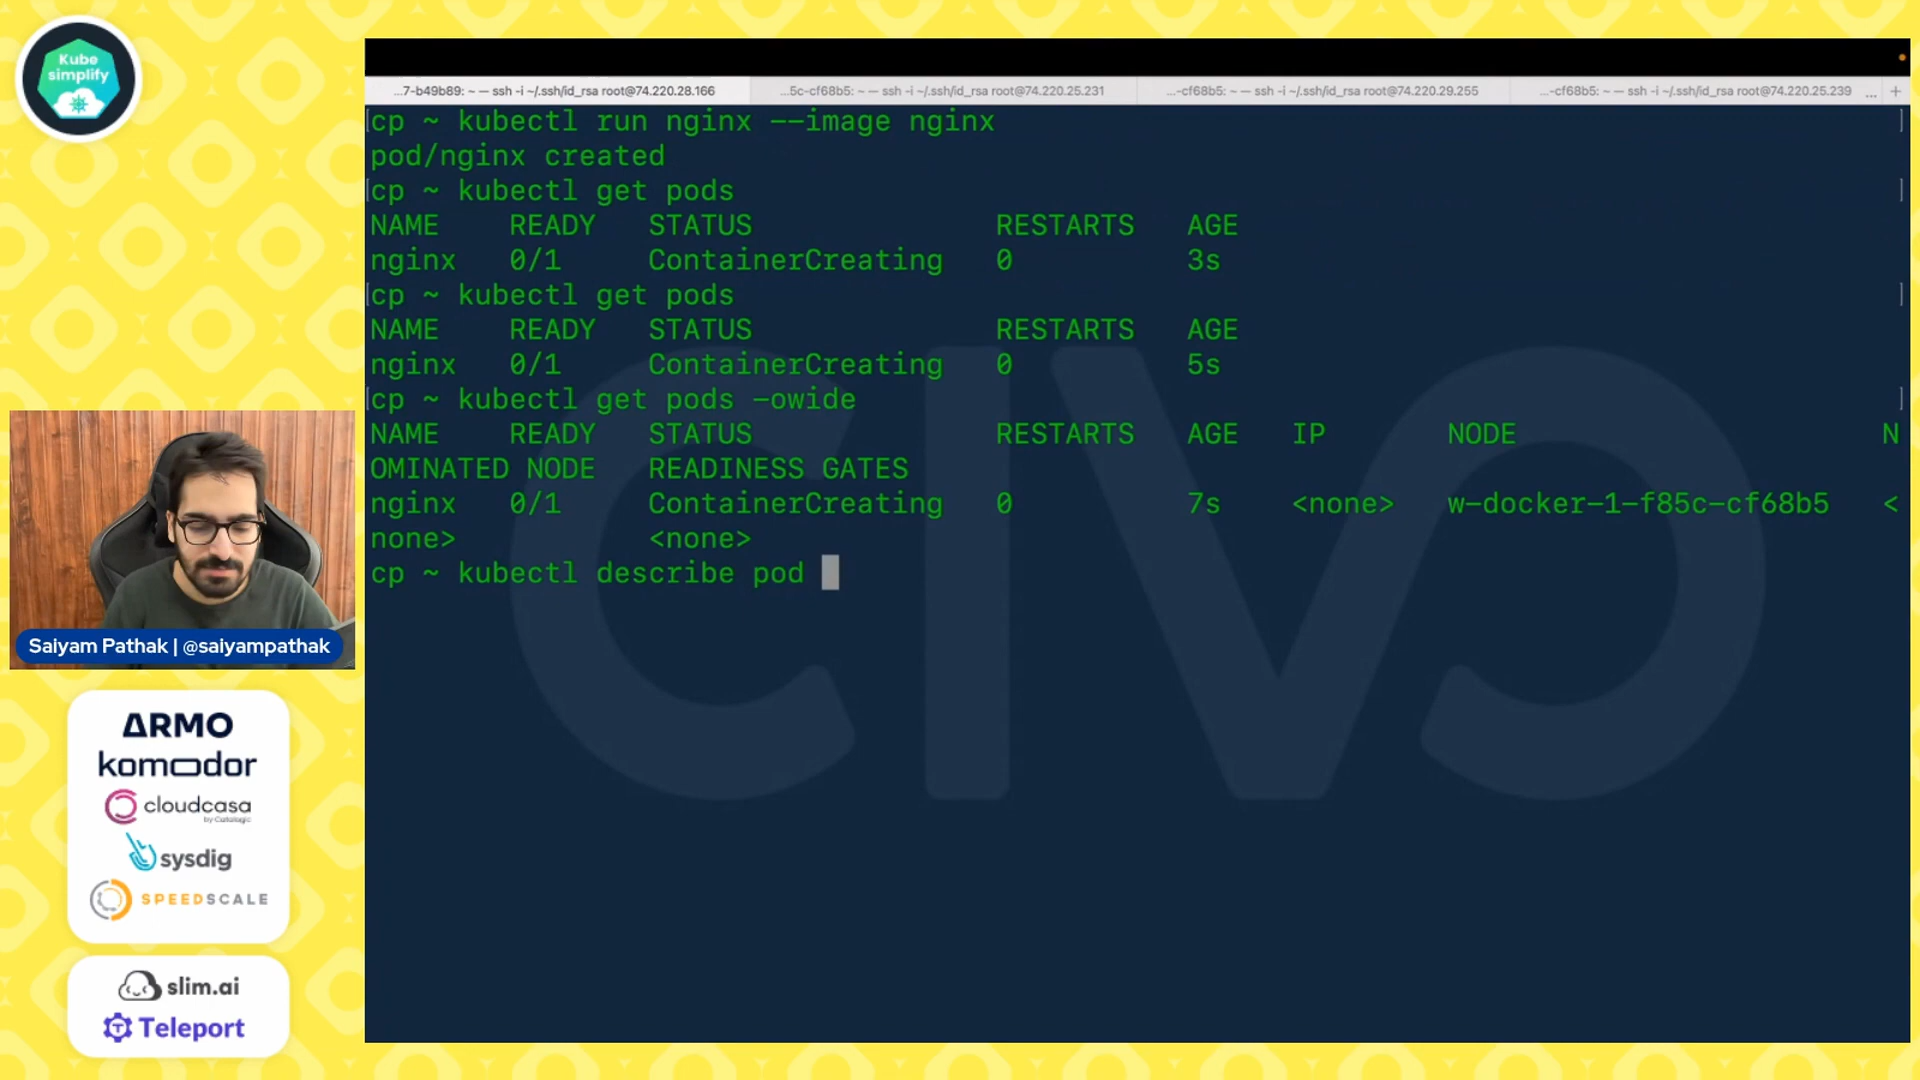 Kube
simplify
...7-b49b89: ~ — ssh -i ~/.ssh/id_rsa root@74.220.28.166
...5c-cf68b5: ~ — ssh -i ~/.ssh/id_rsa root@74.220.25.231
...-cf68b5: ~ — ssh -i ~/.ssh/id_rsa root@74.220.29.255
...-cf68b5: ~ — ssh -i ~/.ssh/id_rsa root@74.220.25.239 ... +
cp ~ kubectl run nginx --image nginx
pod/nginx created
cp ~ kubectl get pods
NAME READY STATUS RESTARTS AGE
nginx 0/1 ContainerCreating 0 3s
cp ~ kubectl get pods
NAME READY STATUS RESTARTS AGE
nginx 0/1 ContainerCreating 0 5s
cp ~ kubectl get pods -owide
NAME READY STATUS RESTARTS AGE IP NODE N
OMINATED NODE READINESS GATES
nginx 0/1 ContainerCreating 0 7s <none> w-docker-1-f85c-cf68b5 <
none> <none>
cp ~ kubectl describe pod
CIVO
Saiyam Pathak | @saiyampathak
ARMO
komodor
cloudcasa
by Catalogic
sysdig
SPEEDSCALE
slim.ai
Teleport